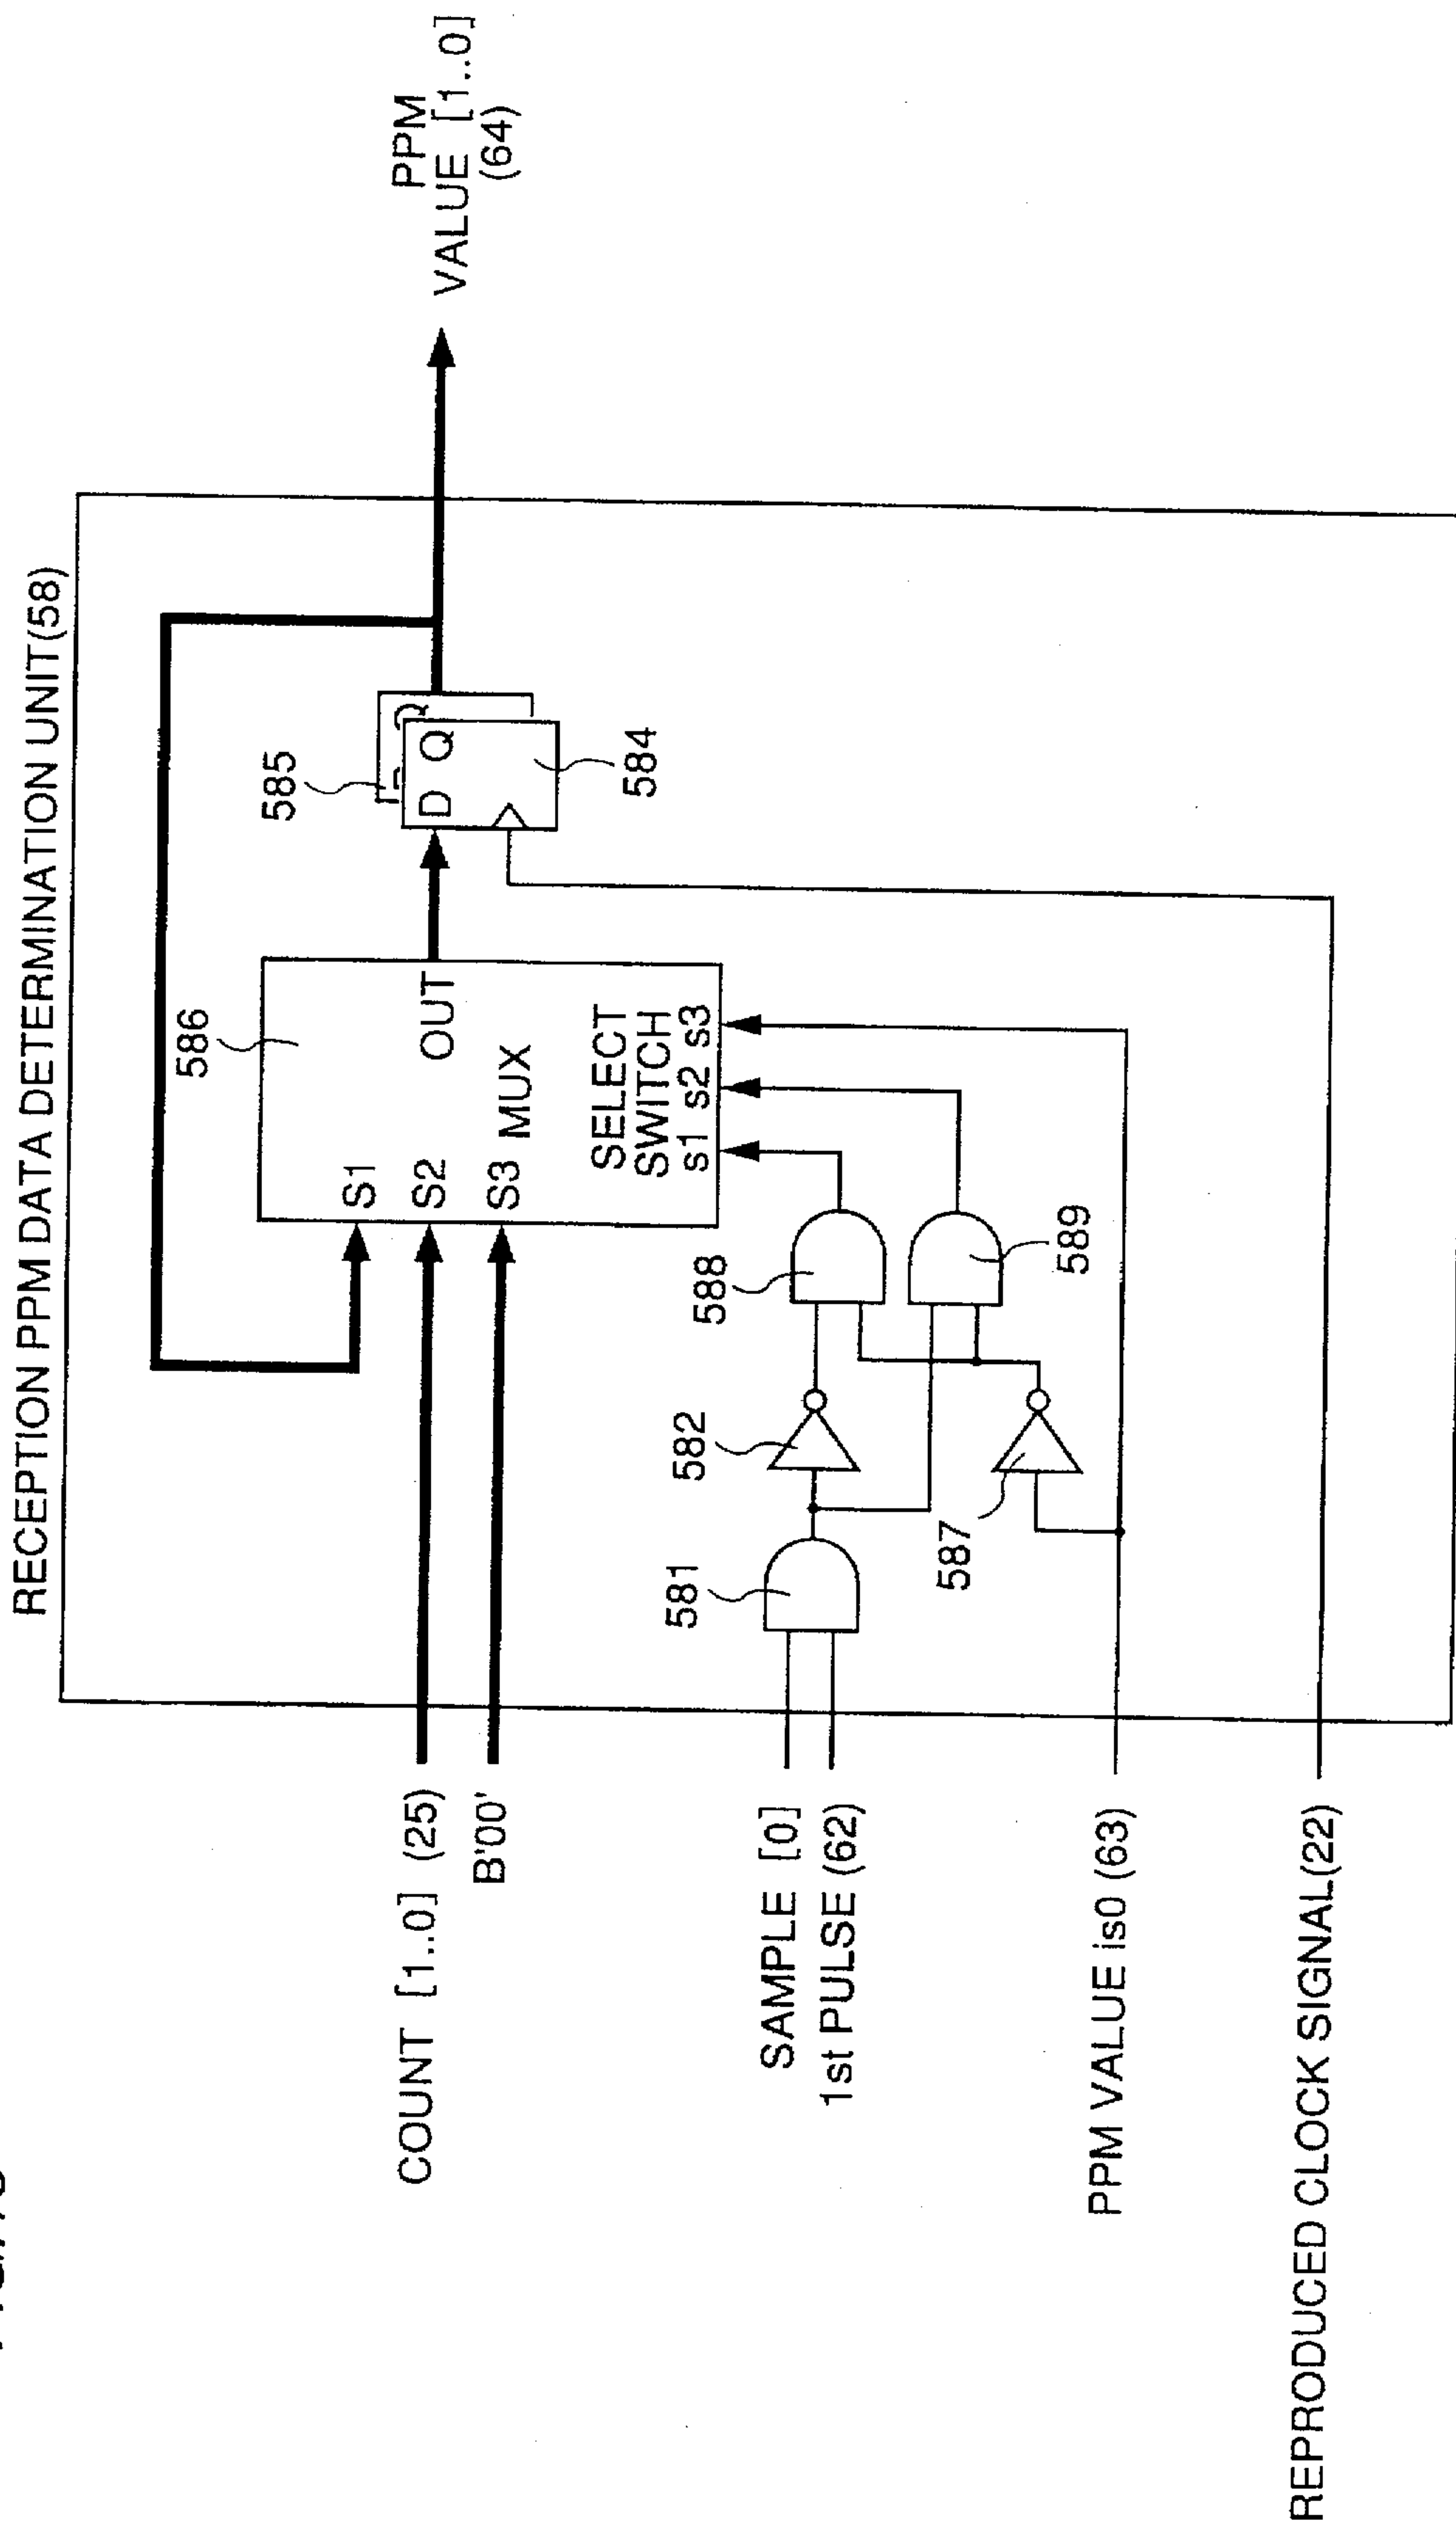 RECEPTION PPM DATA DETERMINATION UNIT(58)
586
585
S1
S2
S3
OUT
MUX
SELECT
SWITCH
s1 s2 s3
D Q
D Q
584
PPM
VALUE [1..0]
(64)
COUNT [1..0] (25)
B'00'
SAMPLE [0]
1st PULSE (62)
581
582
588
589
587
PPM VALUE is0 (63)
REPRODUCED CLOCK SIGNAL(22)